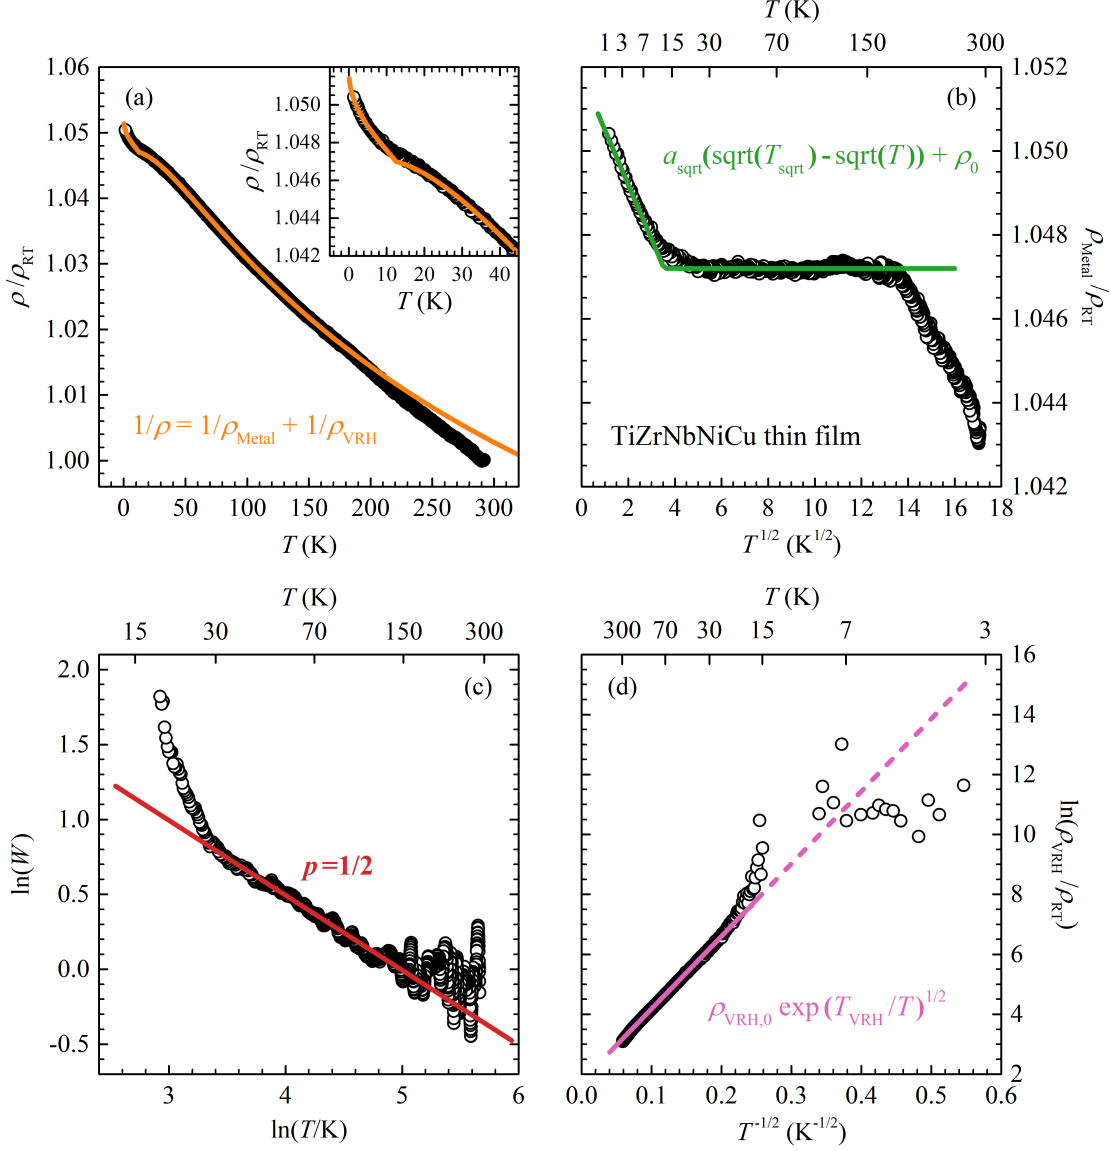 (a)
1.06
1.05
1.04
1.03
1.02
1.01
1.00
ρ/ρRT
0 50 100 150 200 250 300
T (K)
1/ρ = 1/ρMetal + 1/ρVRH
1.050
1.048
1.046
1.044
1.042
ρ/ρRT
0 10 20 30 40
T (K)
T (K)
1 3 7 15 30 70 150 300
(b)
asqrt(sqrt(Tsqrt) - sqrt(T)) + ρ0
TiZrNbNiCu thin film
1.052
1.050
1.048
1.046
1.044
1.042
ρMetal/ρRT
0 2 4 6 8 10 12 14 16 18
T1/2 (K1/2)
T (K)
15 30 70 150 300
(c)
2.0
1.5
1.0
0.5
0.0
-0.5
ln(W)
p=1/2
3 4 5 6
ln(T/K)
T (K)
300 70 30 15 7 3
(d)
16
14
12
10
8
6
4
2
ln(ρVRH/ρRT)
ρVRH,0 exp(TVRH/T)1/2
0.0 0.1 0.2 0.3 0.4 0.5 0.6
T-1/2 (K-1/2)